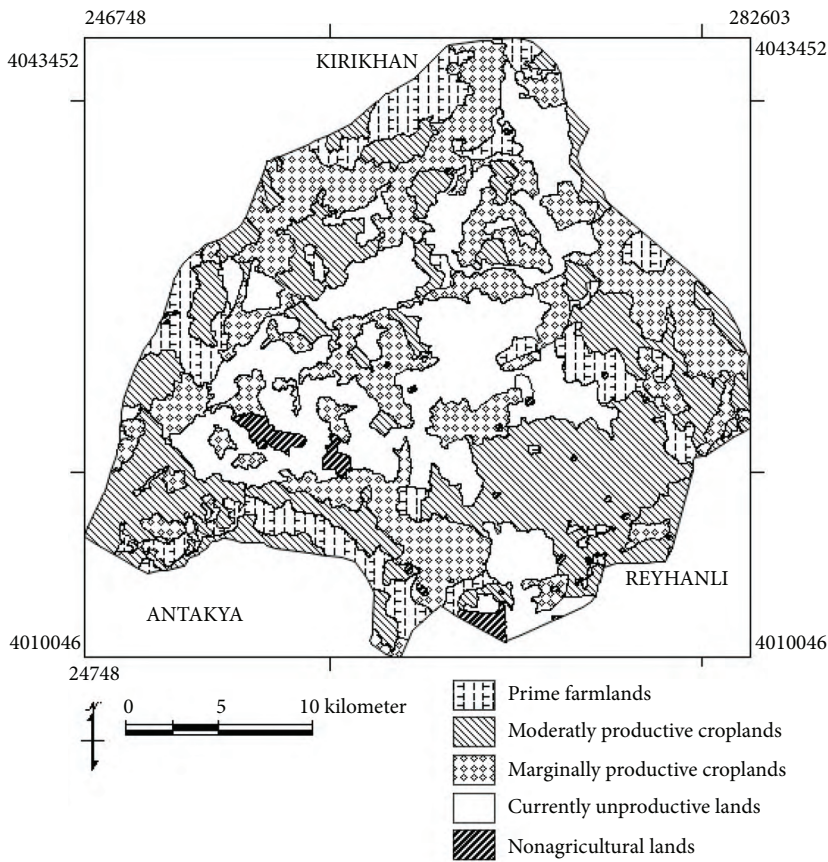 246748
282603
4043452
4043452
KIRIKHAN
REYHANLI
ANTAKYA
4010046
4010046
24748
N
0 5 10 kilometer
Prime farmlands
Moderatly productive croplands
Marginally productive croplands
Currently unproductive lands
Nonagricultural lands